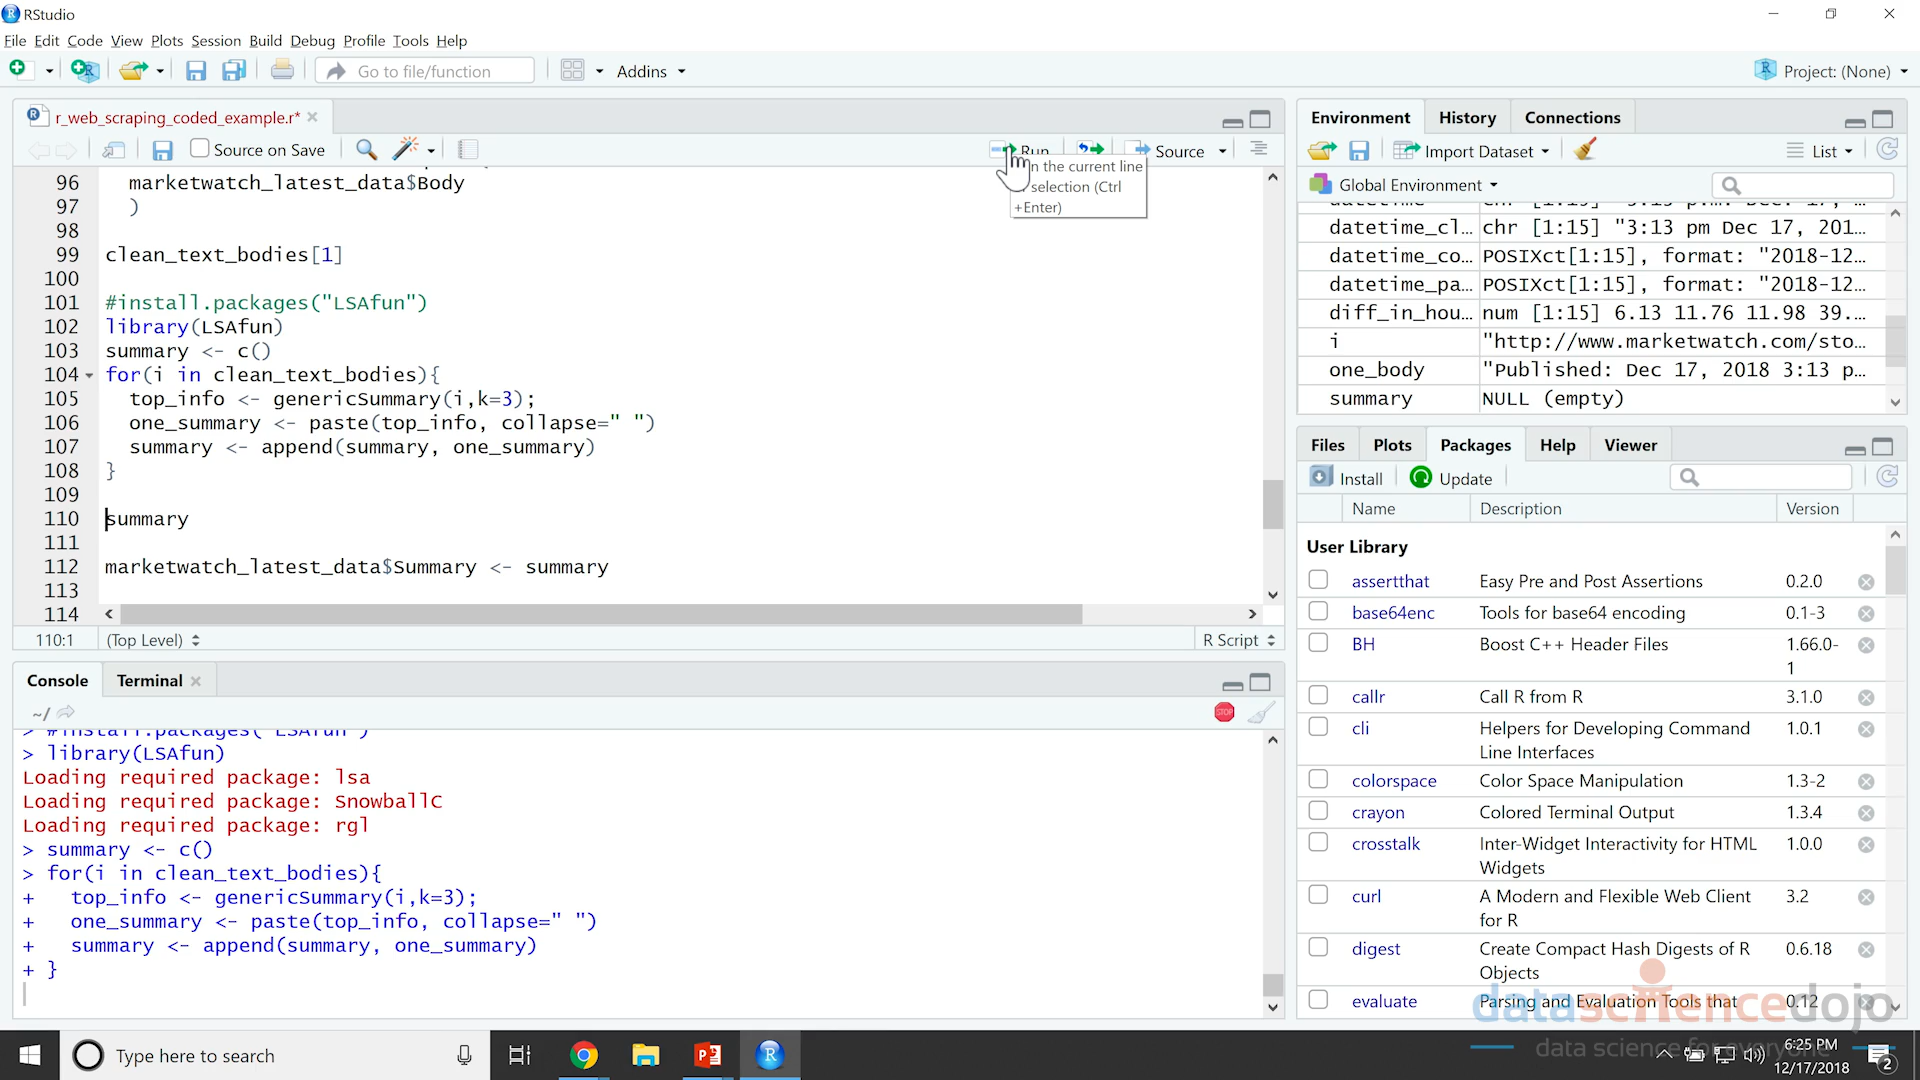 RStudio
File Edit Code View Plots Session Build Debug Profile Tools Help
Go to file/function
Addins
Project: (None)
r_web_scraping_coded_example.r*
Source on Save
Run
Source
n the current line
selection (Ctrl
+Enter)
96 marketwatch_latest_data$Body
97 )
98
99 clean_text_bodies[1]
100
101 #install.packages("LSAfun")
102 library(LSAfun)
103 summary <- c()
104 for(i in clean_text_bodies){
105 top_info <- genericSummary(i,k=3);
106 one_summary <- paste(top_info, collapse=" ")
107 summary <- append(summary, one_summary)
108 }
109
110 summary
111
112 marketwatch_latest_data$Summary <- summary
113
114
110:1 (Top Level) R Script
Console Terminal
~/
> #install.packages("LSAfun")
> library(LSAfun)
Loading required package: lsa
Loading required package: SnowballC
Loading required package: rgl
> summary <- c()
> for(i in clean_text_bodies){
+ top_info <- genericSummary(i,k=3);
+ one_summary <- paste(top_info, collapse=" ")
+ summary <- append(summary, one_summary)
+ }
STOP
Environment History Connections
Import Dataset List
Global Environment
datetime_cl… chr [1:15] "3:13 pm Dec 17, 201…
datetime_co… POSIXct[1:15], format: "2018-12…
datetime_pa… POSIXct[1:15], format: "2018-12…
diff_in_hou… num [1:15] 6.13 11.76 11.98 39.…
i "http://www.marketwatch.com/sto…
one_body "Published: Dec 17, 2018 3:13 p…
summary NULL (empty)
Files Plots Packages Help Viewer
Install Update
Name Description Version
User Library
assertthat Easy Pre and Post Assertions 0.2.0
base64enc Tools for base64 encoding 0.1-3
BH Boost C++ Header Files 1.66.0-
1
callr Call R from R 3.1.0
cli Helpers for Developing Command 1.0.1
Line Interfaces
colorspace Color Space Manipulation 1.3-2
crayon Colored Terminal Output 1.3.4
crosstalk Inter-Widget Interactivity for HTML 1.0.0
Widgets
curl A Modern and Flexible Web Client 3.2
for R
digest Create Compact Hash Digests of R 0.6.18
Objects
evaluate Parsing and Evaluation Tools that 0.12
datasciencedojo
data science for everyone
Type here to search
6:25 PM
12/17/2018
2